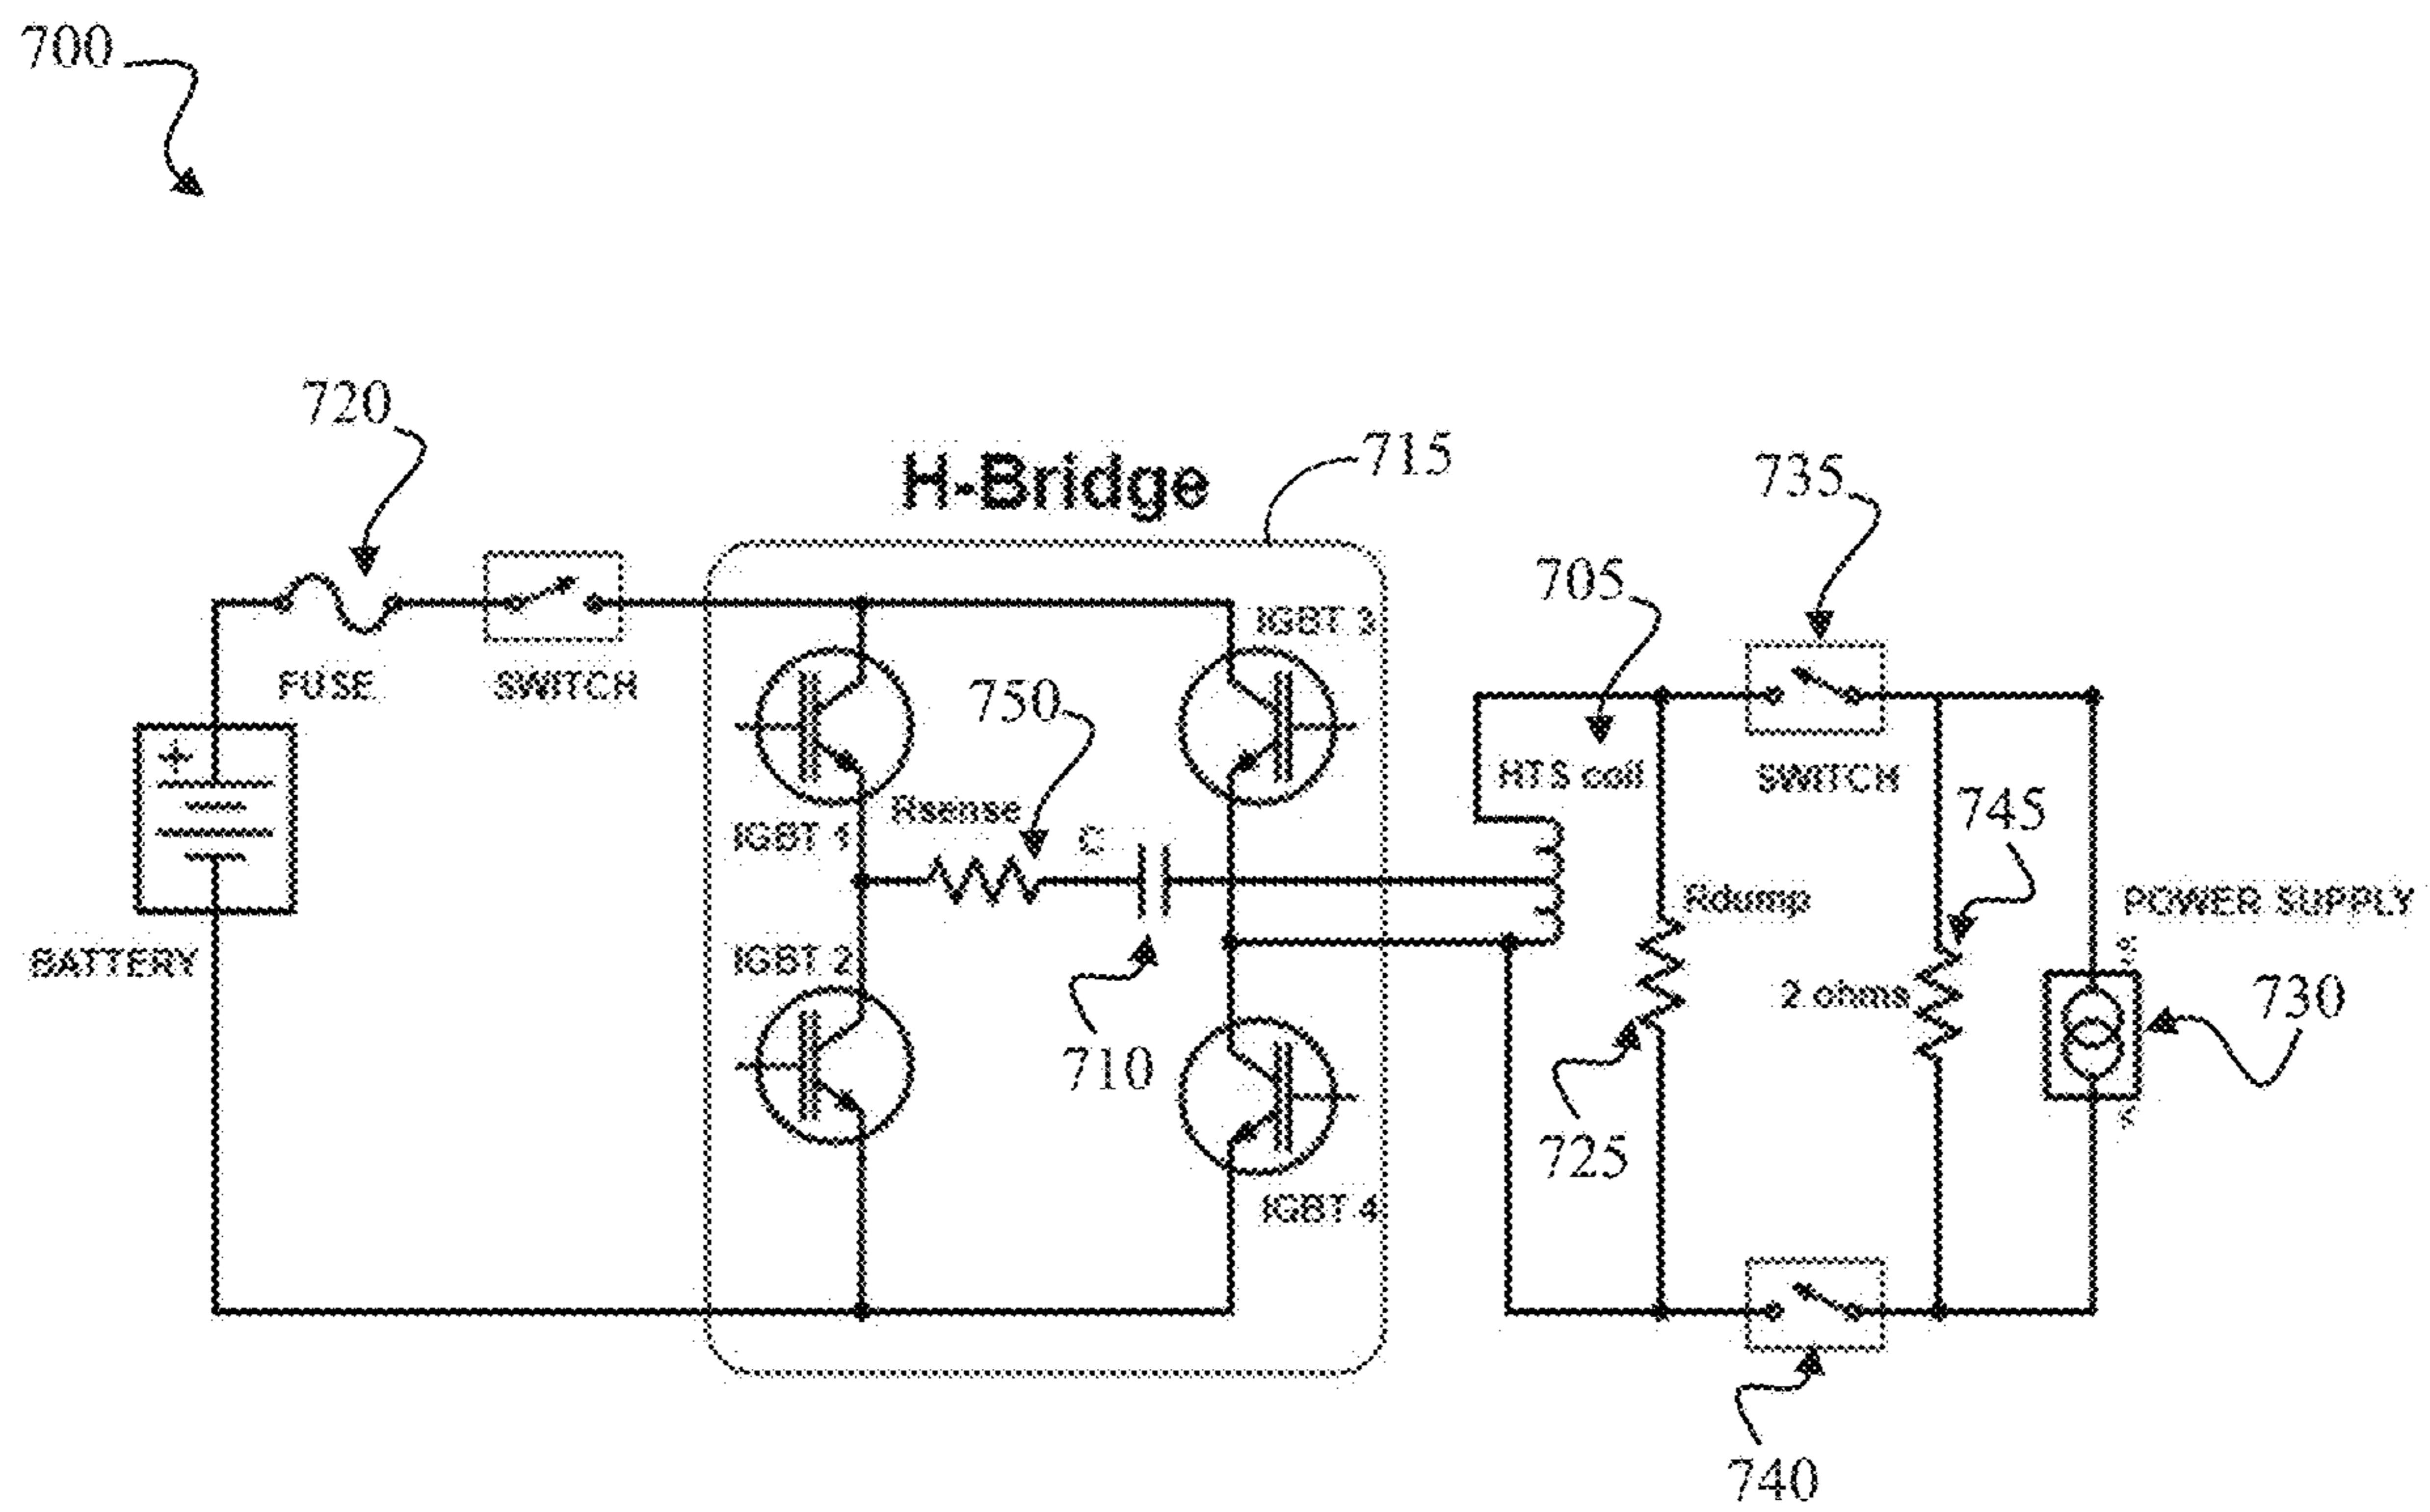 700
720
H-Bridge
715
735
705
IGBT 3
FUSE
SWITCH
750
+
HTS coil
SWITCH
745
Rsense
C
IGBT 1
Rdump
POWER SUPPLY
BATTERY
IGBT 2
2 ohms
730
710
725
IGBT 4
740